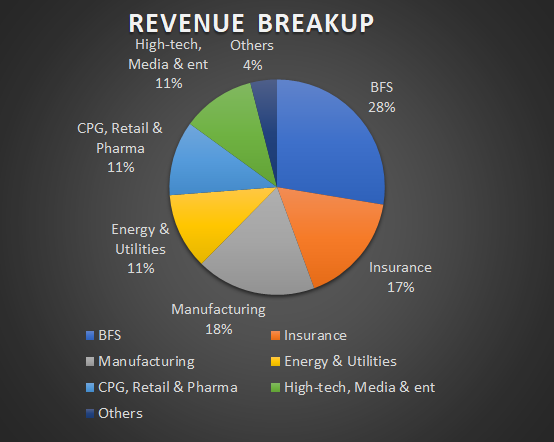 REVENUE BREAKUP
High-tech,
Media & ent
11%
Others
4%
BFS
28%
CPG, Retail &
Pharma
11%
Energy &
Utilities
11%
Insurance
17%
Manufacturing
18%
BFS
Insurance
Manufacturing
Energy & Utilities
CPG, Retail & Pharma
High-tech, Media & ent
Others